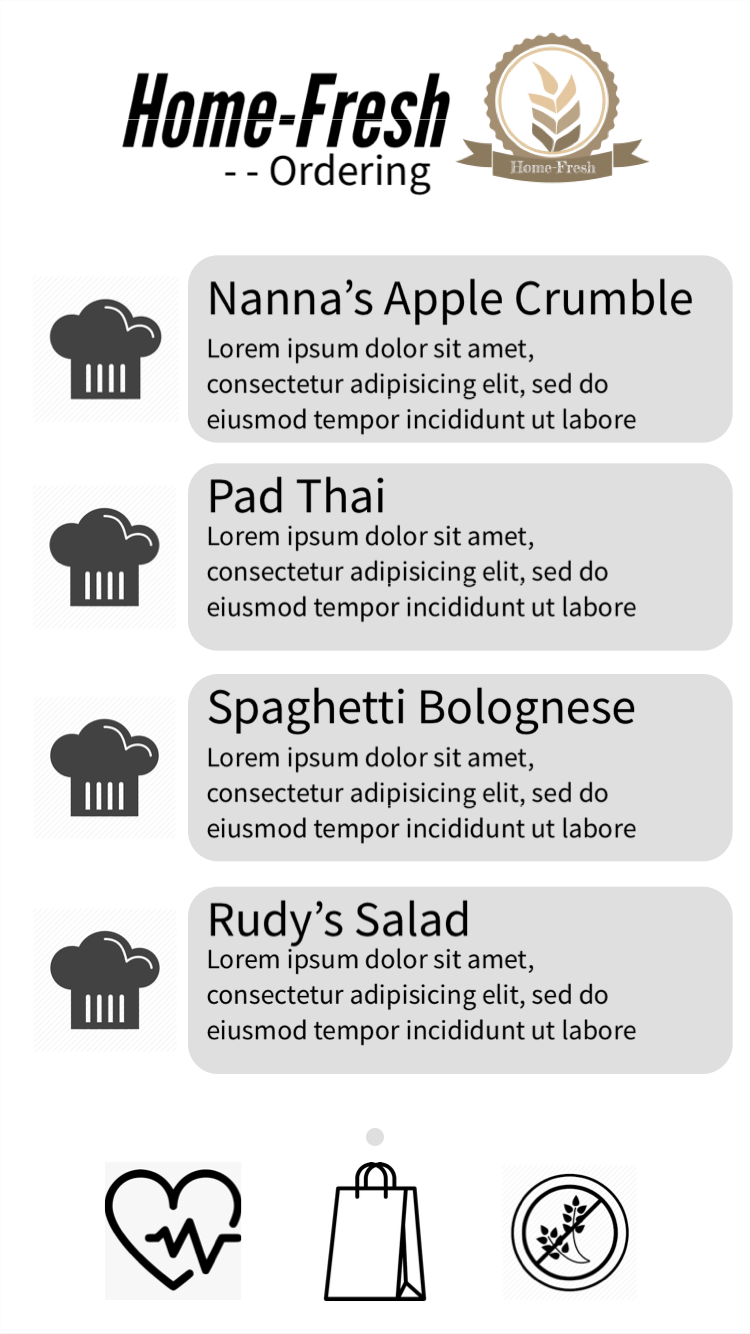 Home-Fresh
- - Ordering
Home-Fresh
Nanna’s Apple Crumble
Lorem ipsum dolor sit amet,
consectetur adipisicing elit, sed do
eiusmod tempor incididunt ut labore
Pad Thai
Lorem ipsum dolor sit amet,
consectetur adipisicing elit, sed do
eiusmod tempor incididunt ut labore
Spaghetti Bolognese
Lorem ipsum dolor sit amet,
consectetur adipisicing elit, sed do
eiusmod tempor incididunt ut labore
Rudy’s Salad
Lorem ipsum dolor sit amet,
consectetur adipisicing elit, sed do
eiusmod tempor incididunt ut labore